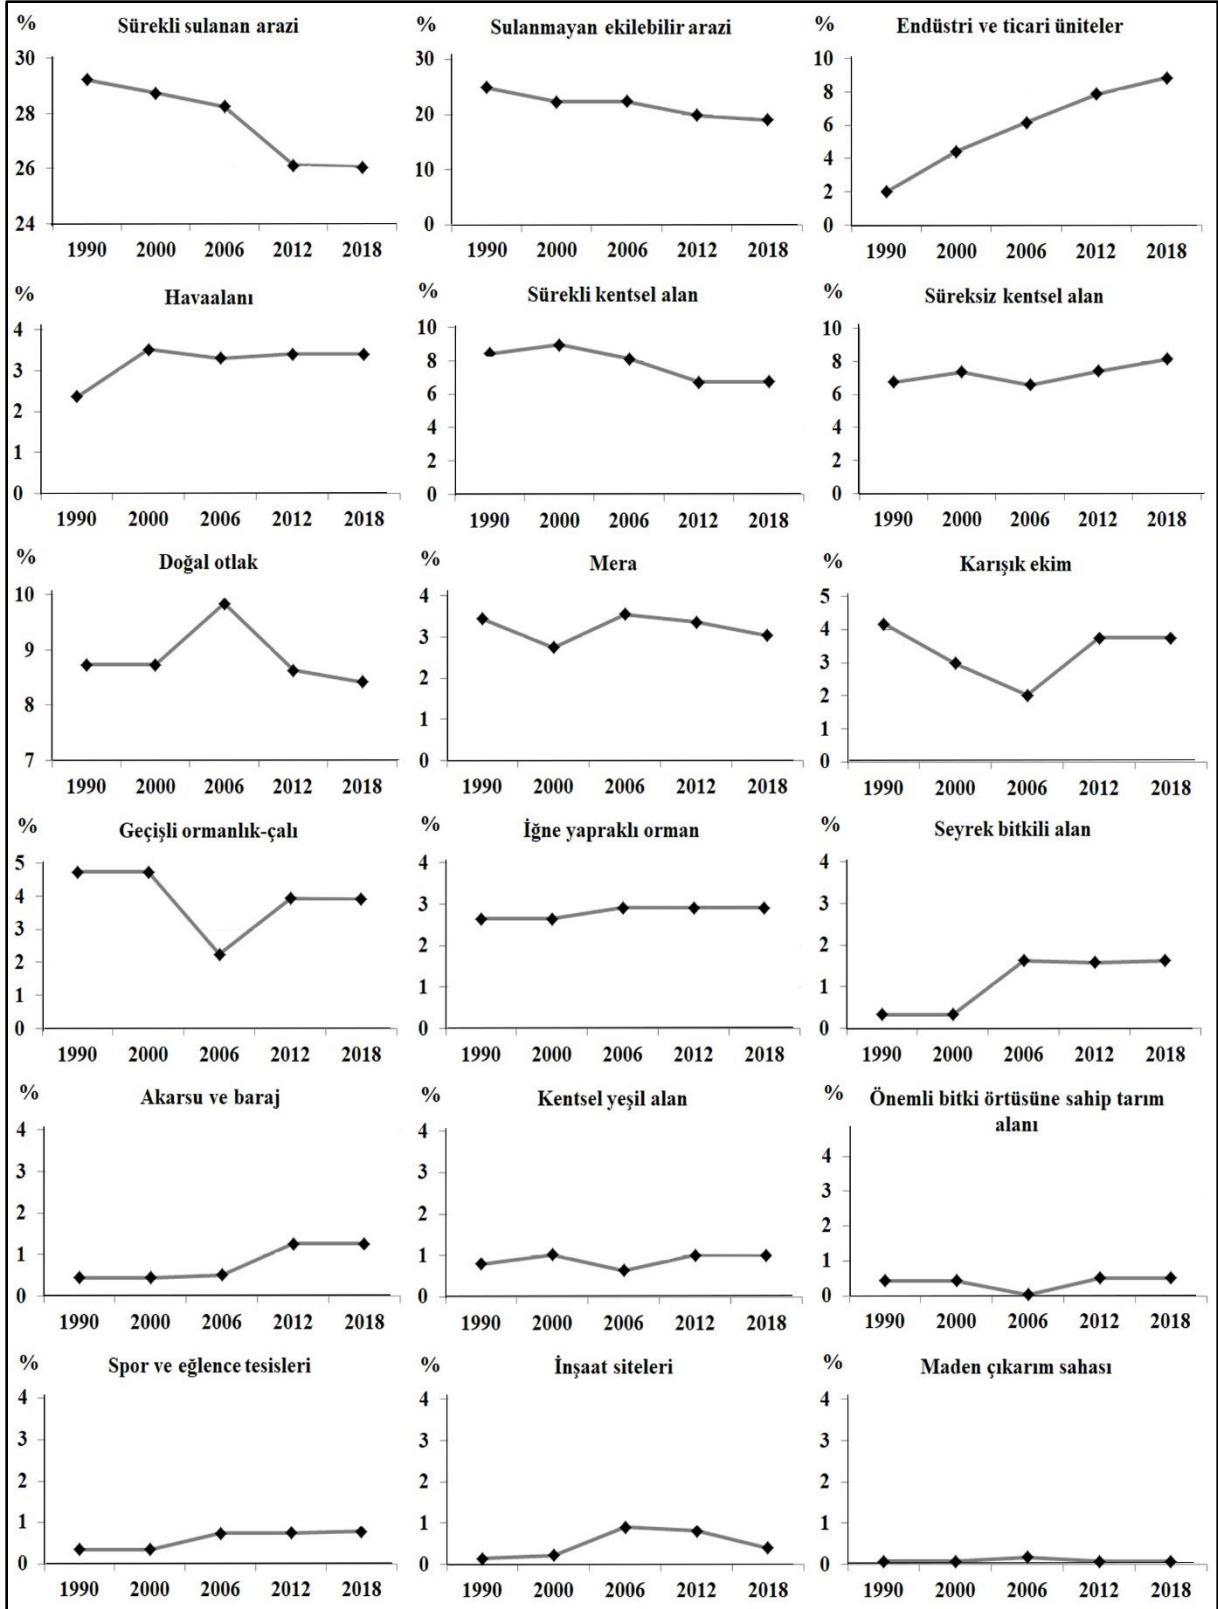 %
Sürekli sulanan arazi
30
28
26
24
1990 2000 2006 2012 2018
%
Sulanmayan ekilebilir arazi
30
20
10
0
1990 2000 2006 2012 2018
%
Endüstri ve ticari üniteler
10
8
6
4
2
0
1990 2000 2006 2012 2018
%
Havaalanı
4
3
2
1
0
1990 2000 2006 2012 2018
%
Sürekli kentsel alan
10
8
6
4
2
0
1990 2000 2006 2012 2018
%
Süreksiz kentsel alan
10
8
6
4
2
0
1990 2000 2006 2012 2018
%
Doğal otlak
10
9
8
7
1990 2000 2006 2012 2018
%
Mera
4
3
2
1
0
1990 2000 2006 2012 2018
%
Karışık ekim
5
4
3
2
1
0
1990 2000 2006 2012 2018
%
Geçişli ormanlık-çalı
5
4
3
2
1
0
1990 2000 2006 2012 2018
%
İğne yapraklı orman
4
3
2
1
0
1990 2000 2006 2012 2018
%
Seyrek bitkili alan
4
3
2
1
0
1990 2000 2006 2012 2018
%
Akarsu ve baraj
4
3
2
1
0
1990 2000 2006 2012 2018
%
Kentsel yeşil alan
4
3
2
1
0
1990 2000 2006 2012 2018
%
Önemli bitki örtüsüne sahip tarım
alanı
4
3
2
1
0
1990 2000 2006 2012 2018
%
Spor ve eğlence tesisleri
4
3
2
1
0
1990 2000 2006 2012 2018
%
İnşaat siteleri
4
3
2
1
0
1990 2000 2006 2012 2018
%
Maden çıkarım sahası
4
3
2
1
0
1990 2000 2006 2012 2018